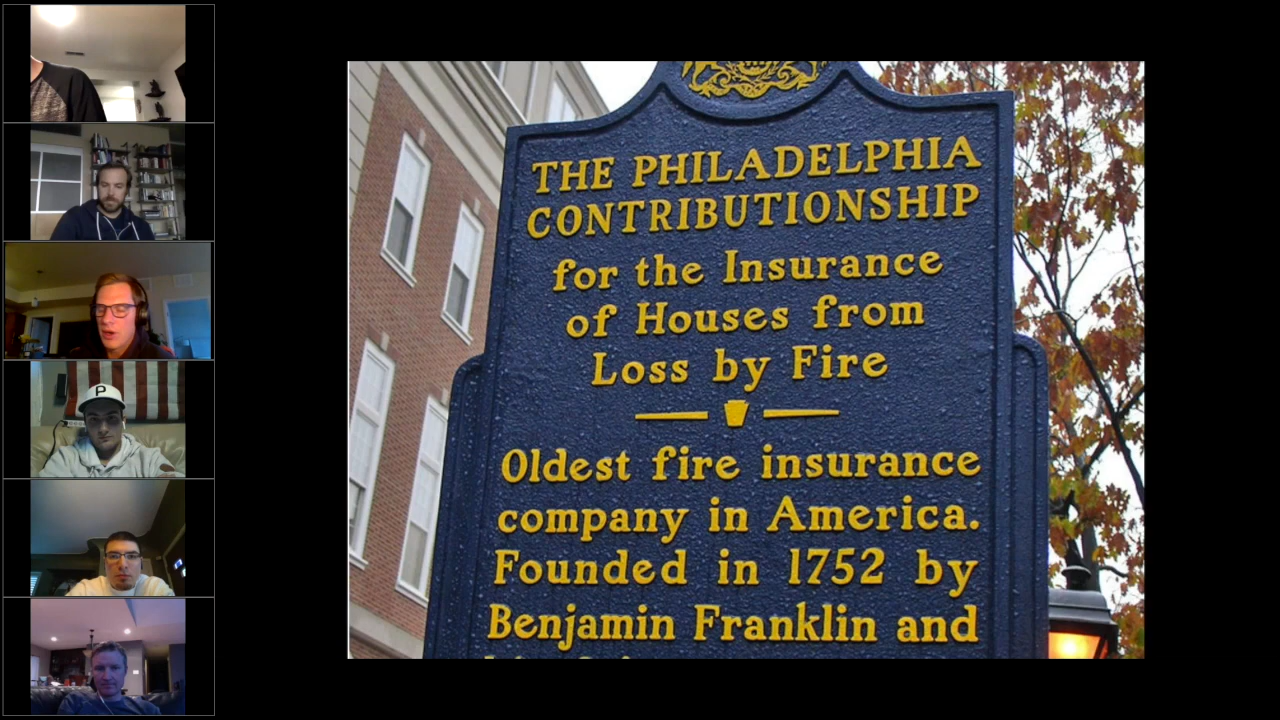 P
THE PHILADELPHIA
CONTRIBUTIONSHIP
for the Insurance
of Houses from
Loss by Fire
Oldest fire insurance
company in America.
Founded in 1752 by
Benjamin Franklin and